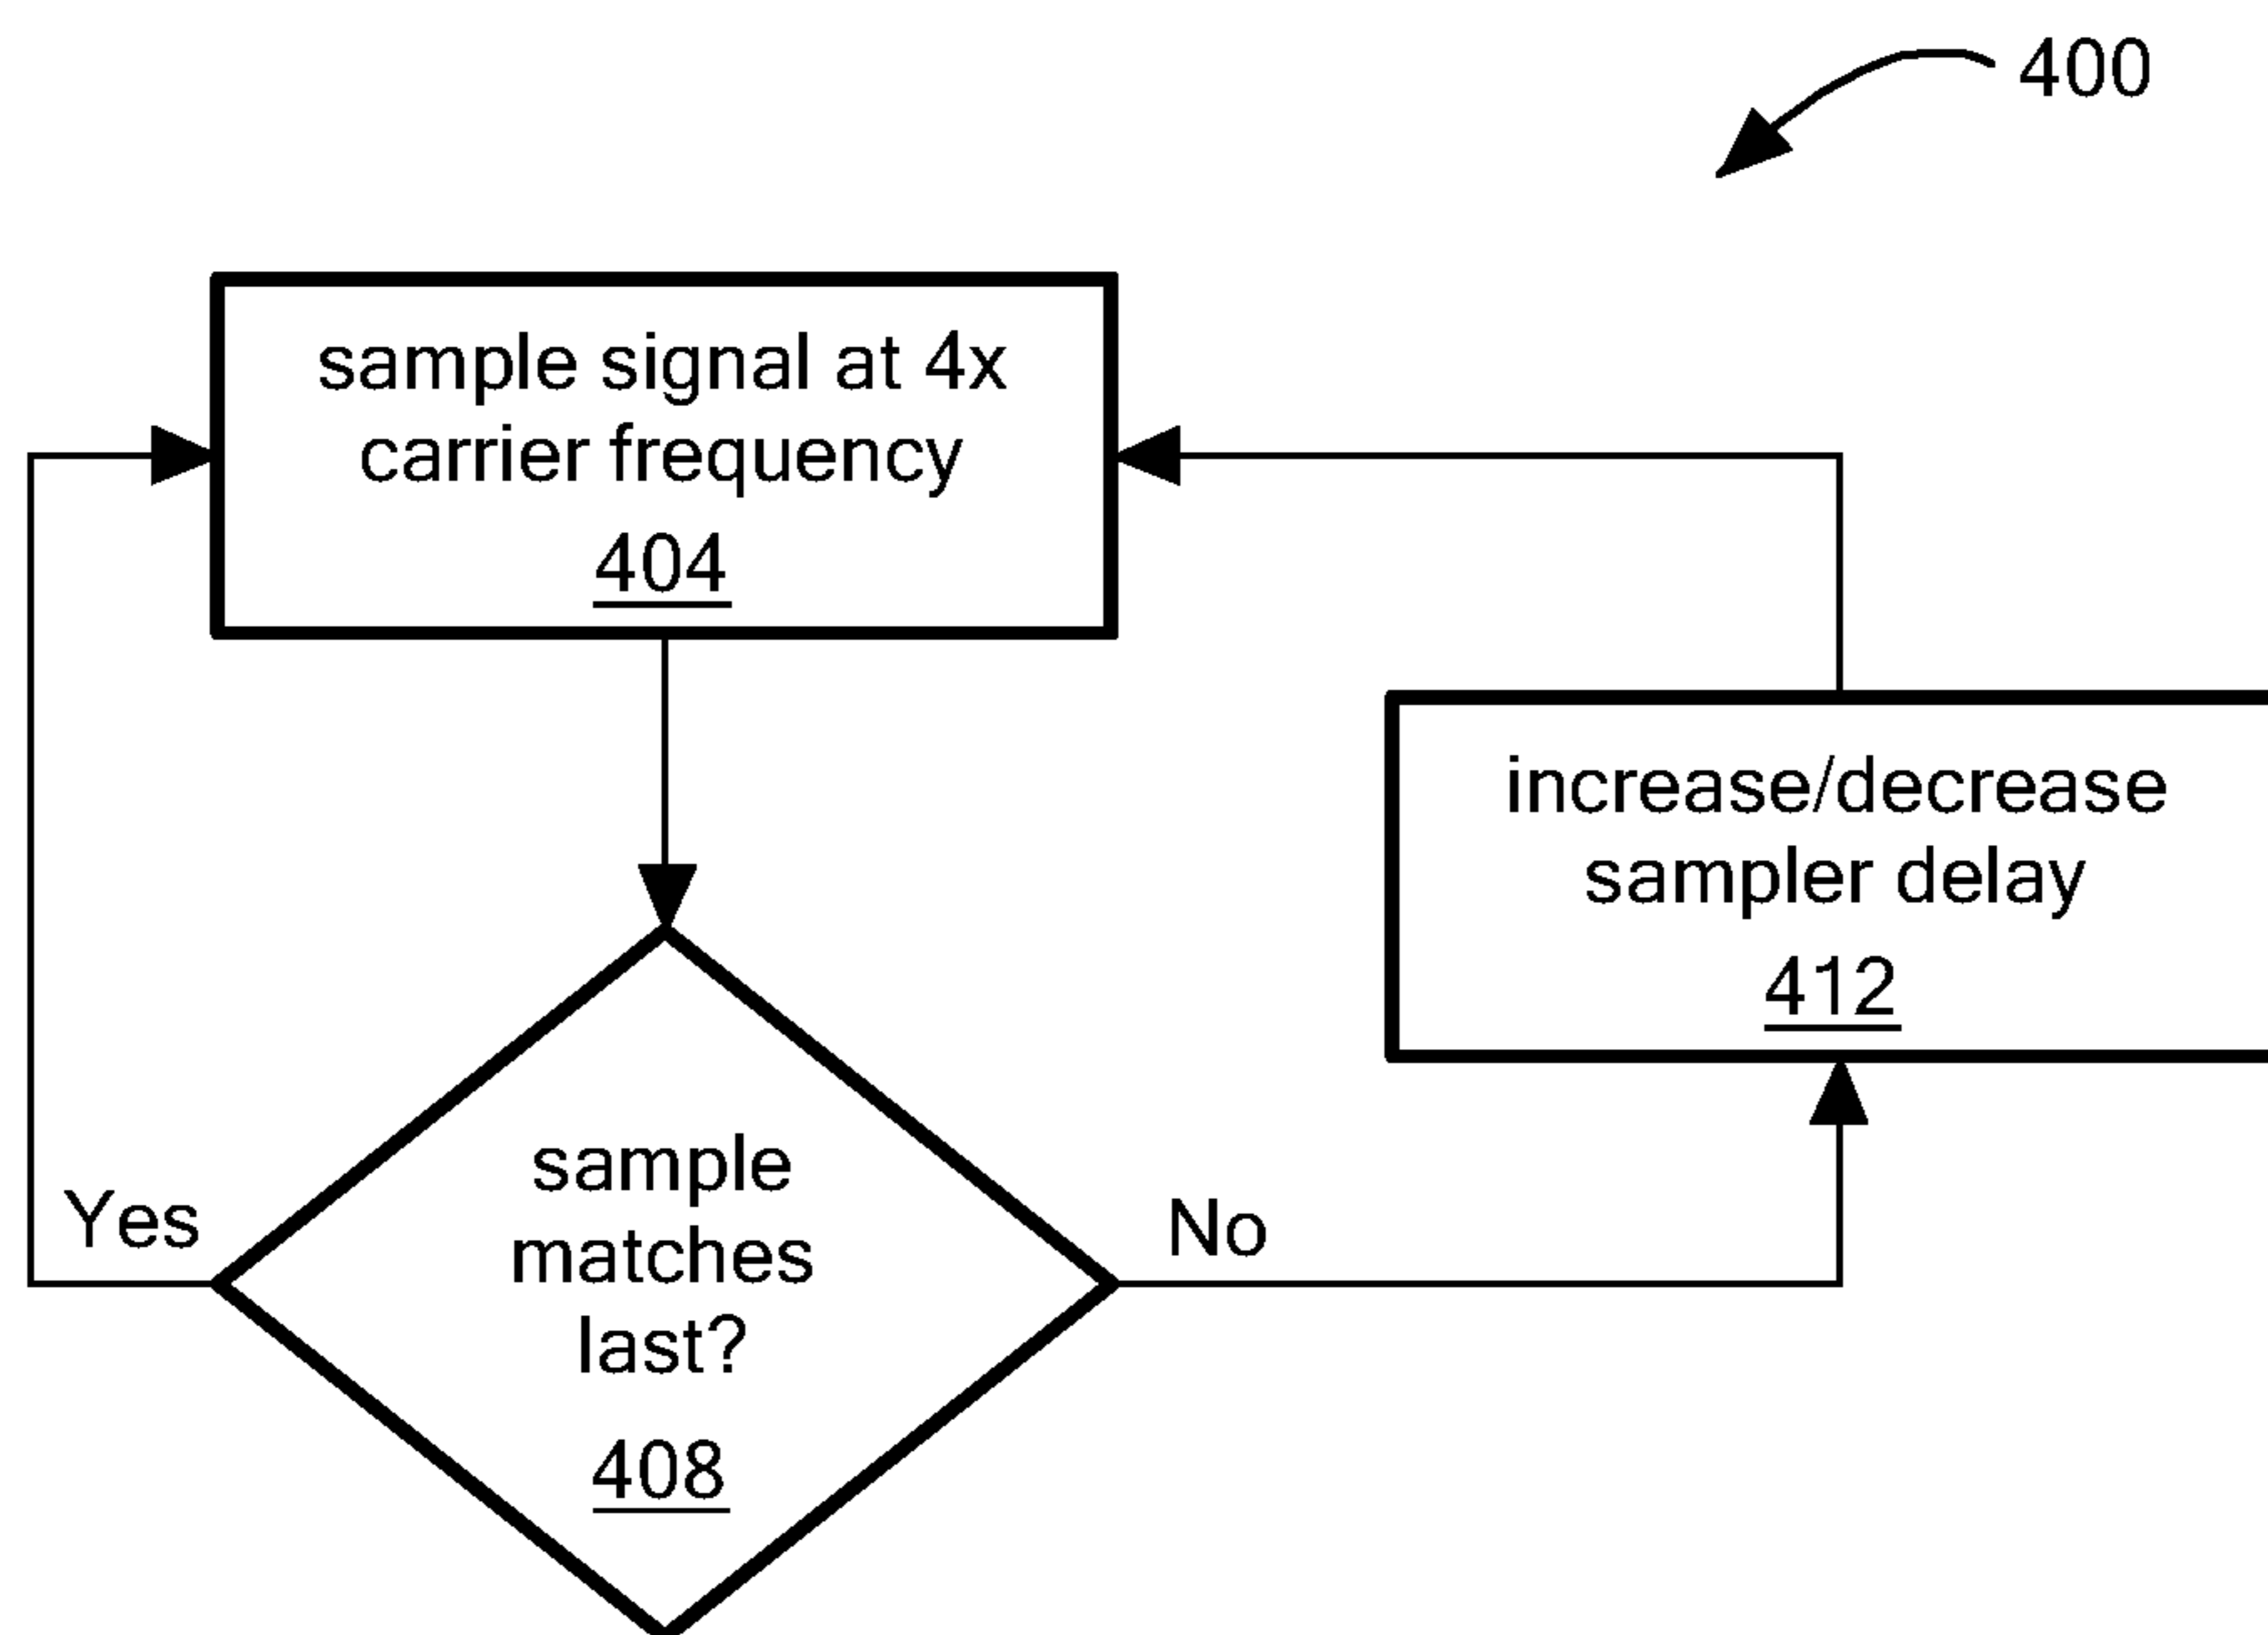 400
sample signal at 4x
carrier frequency
404
increase/decrease
sampler delay
412
sample
matches
last?
408
Yes
No